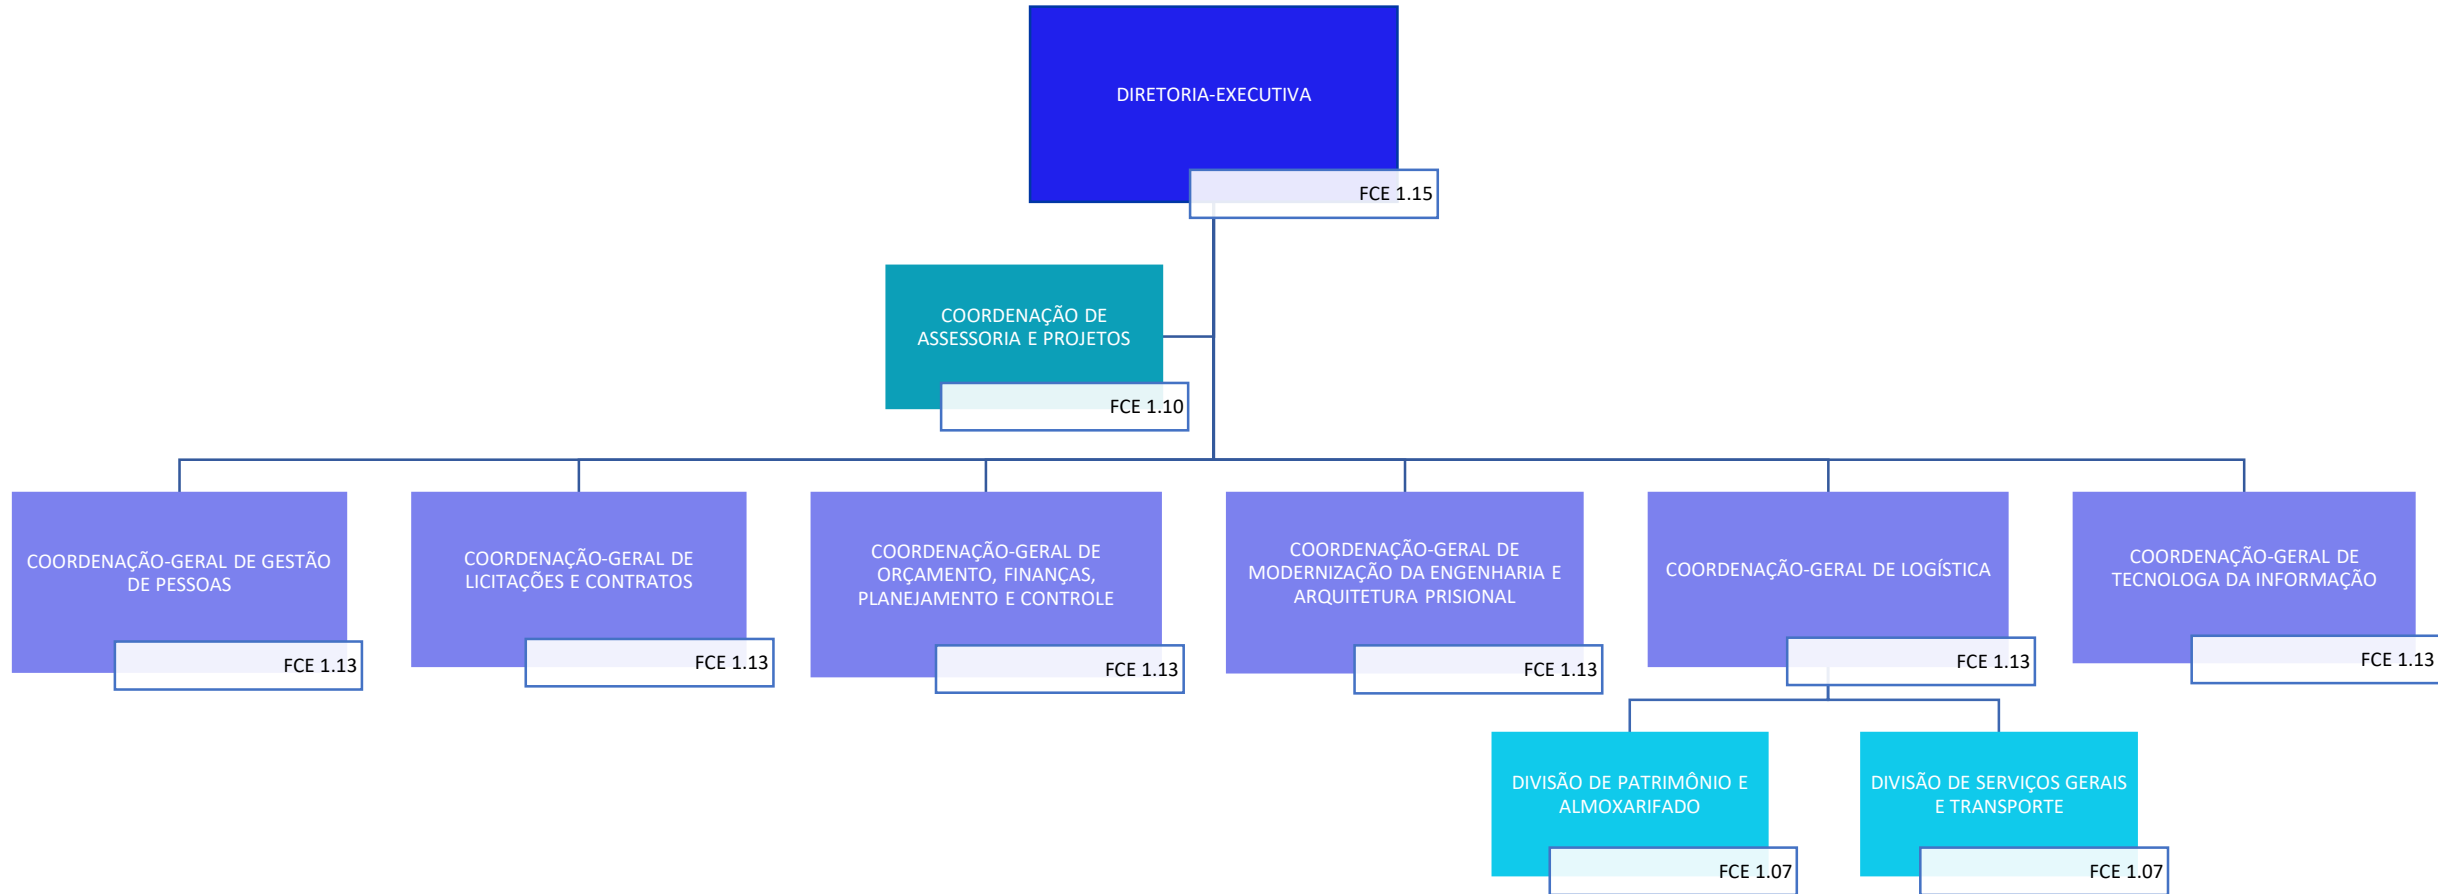 DIRETORIA-EXECUTIVA
FCE 1.15
COORDENAÇÃO DE
ASSESSORIA E PROJETOS
FCE 1.10
COORDENAÇÃO-GERAL DE GESTÃO
DE PESSOAS
FCE 1.13
COORDENAÇÃO-GERAL DE
LICITAÇÕES E CONTRATOS
FCE 1.13
COORDENAÇÃO-GERAL DE
ORÇAMENTO, FINANÇAS,
PLANEJAMENTO E CONTROLE
FCE 1.13
COORDENAÇÃO-GERAL DE
MODERNIZAÇÃO DA ENGENHARIA E
ARQUITETURA PRISIONAL
FCE 1.13
COORDENAÇÃO-GERAL DE LOGÍSTICA
FCE 1.13
COORDENAÇÃO-GERAL DE
TECNOLOGA DA INFORMAÇÃO
FCE 1.13
DIVISÃO DE PATRIMÔNIO E
ALMOXARIFADO
FCE 1.07
DIVISÃO DE SERVIÇOS GERAIS
E TRANSPORTE
FCE 1.07